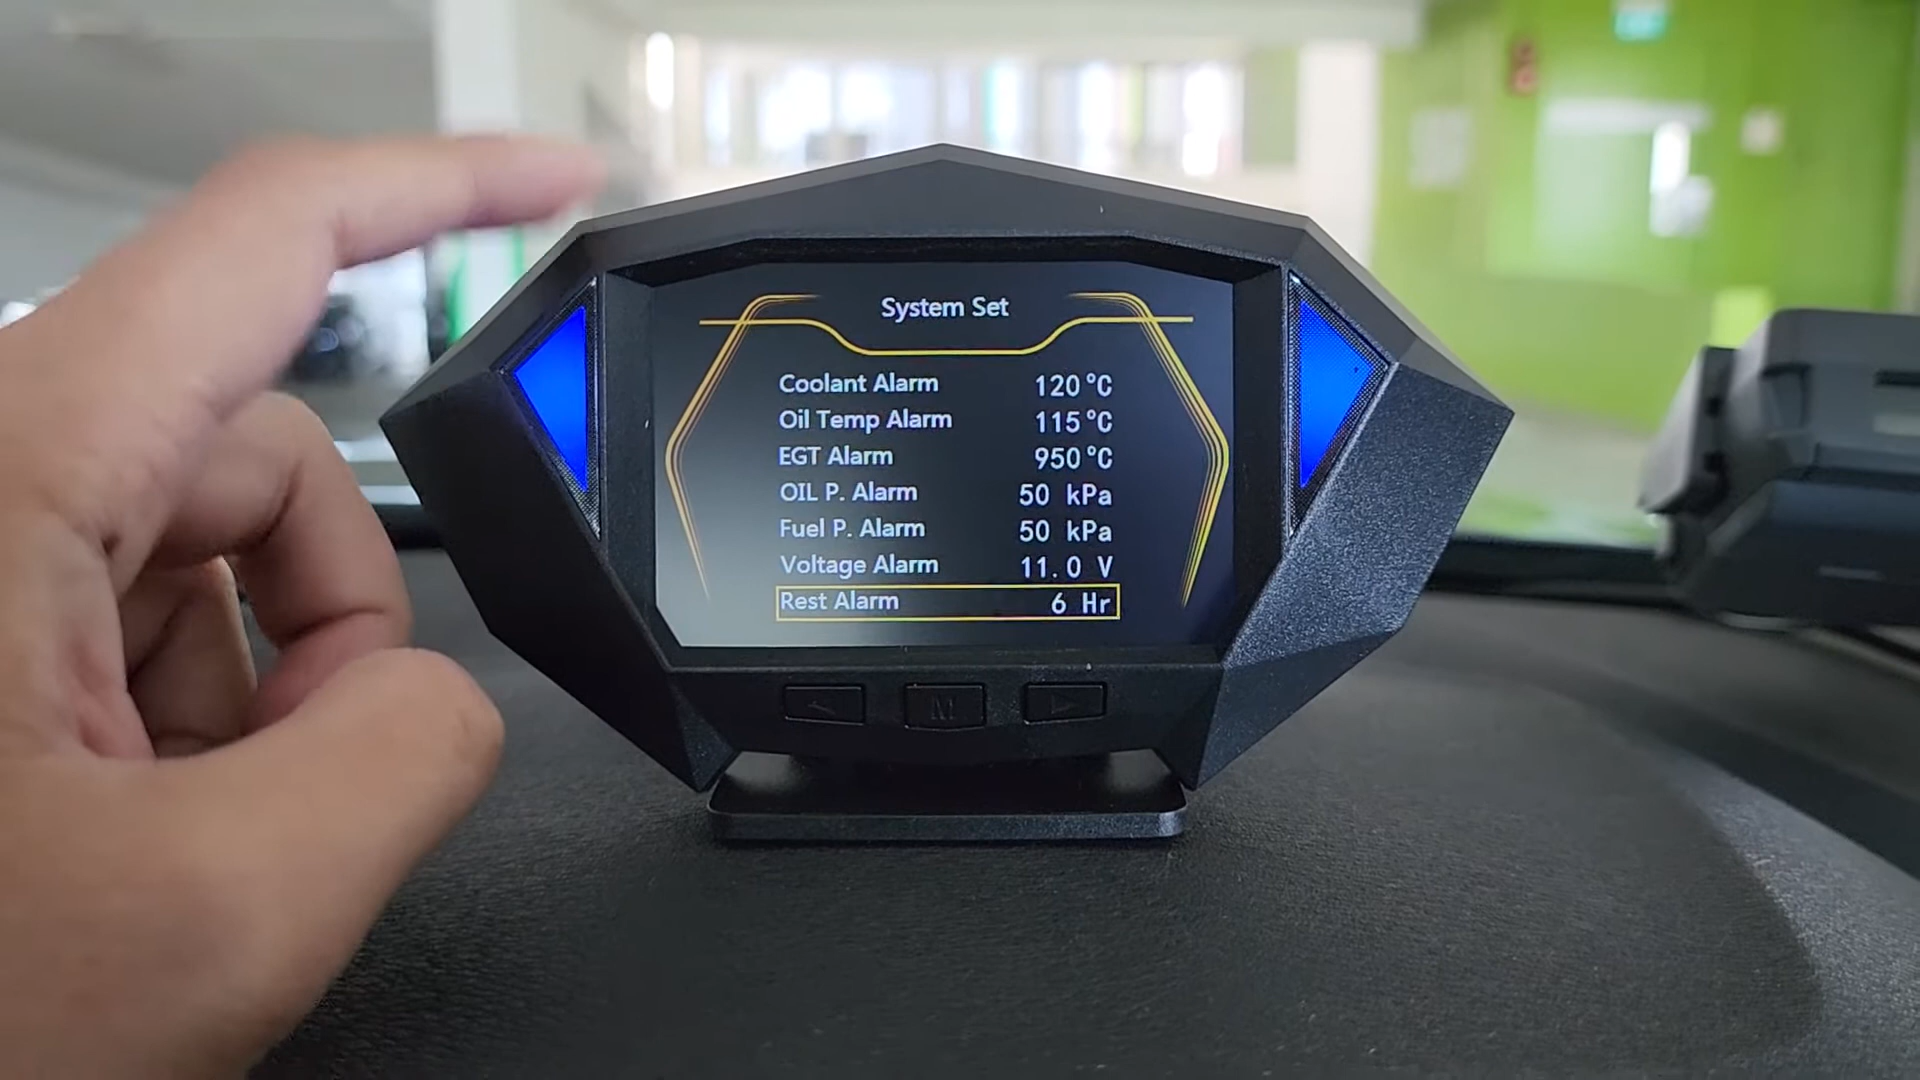 System Set
Coolant Alarm 120°C
Oil Temp Alarm 115°C
EGT Alarm 950°C
OIL P. Alarm 50 kPa
Fuel P. Alarm 50 kPa
Voltage Alarm 11.0 V
Rest Alarm 6 Hr
M